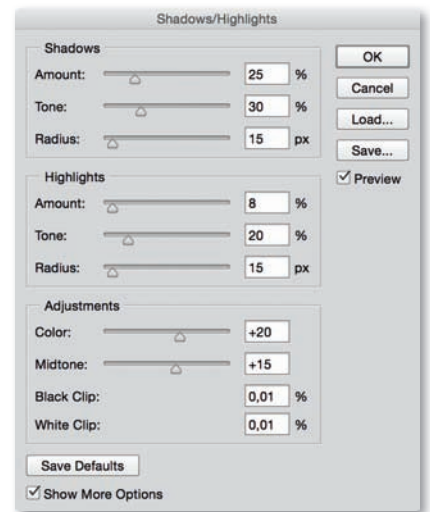 Shadows/Highlights
Shadows
Amount: 25 %
Tone: 30 %
Radius: 15 px
Highlights
Amount: 8 %
Tone: 20 %
Radius: 15 px
Adjustments
Color: +20
Midtone: +15
Black Clip: 0,01 %
White Clip: 0,01 %
Save Defaults
Show More Options
OK
Cancel
Load...
Save...
Preview